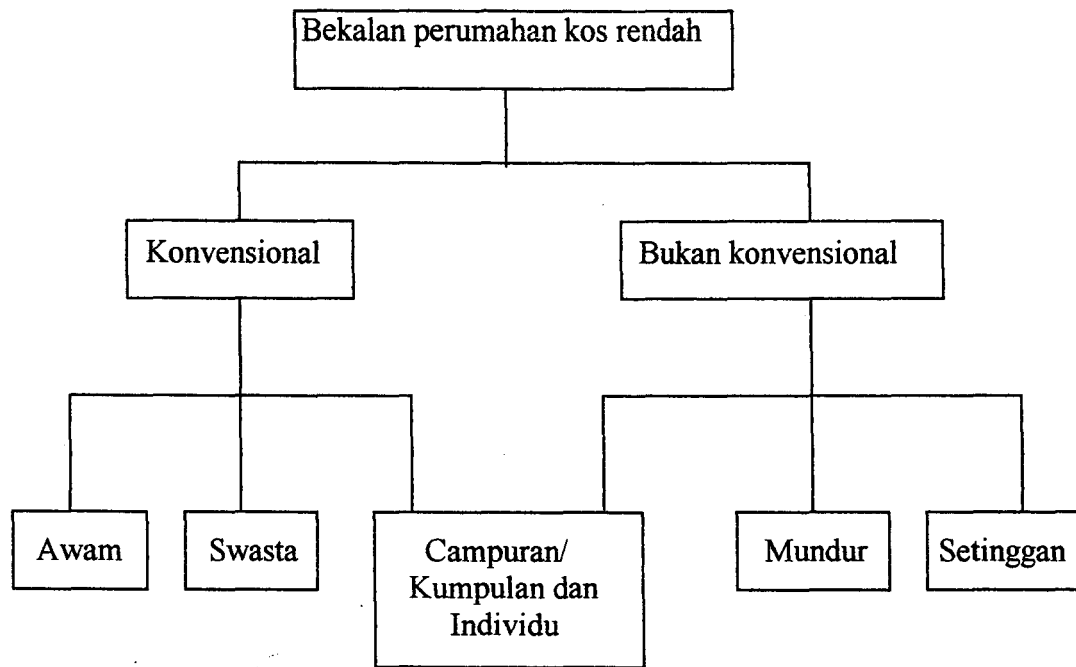 Bekalan perumahan kos rendah
Konvensional
Bukan konvensional
Awam
Swasta
Campuran/
Kumpulan dan
Individu
Mundur
Setinggan